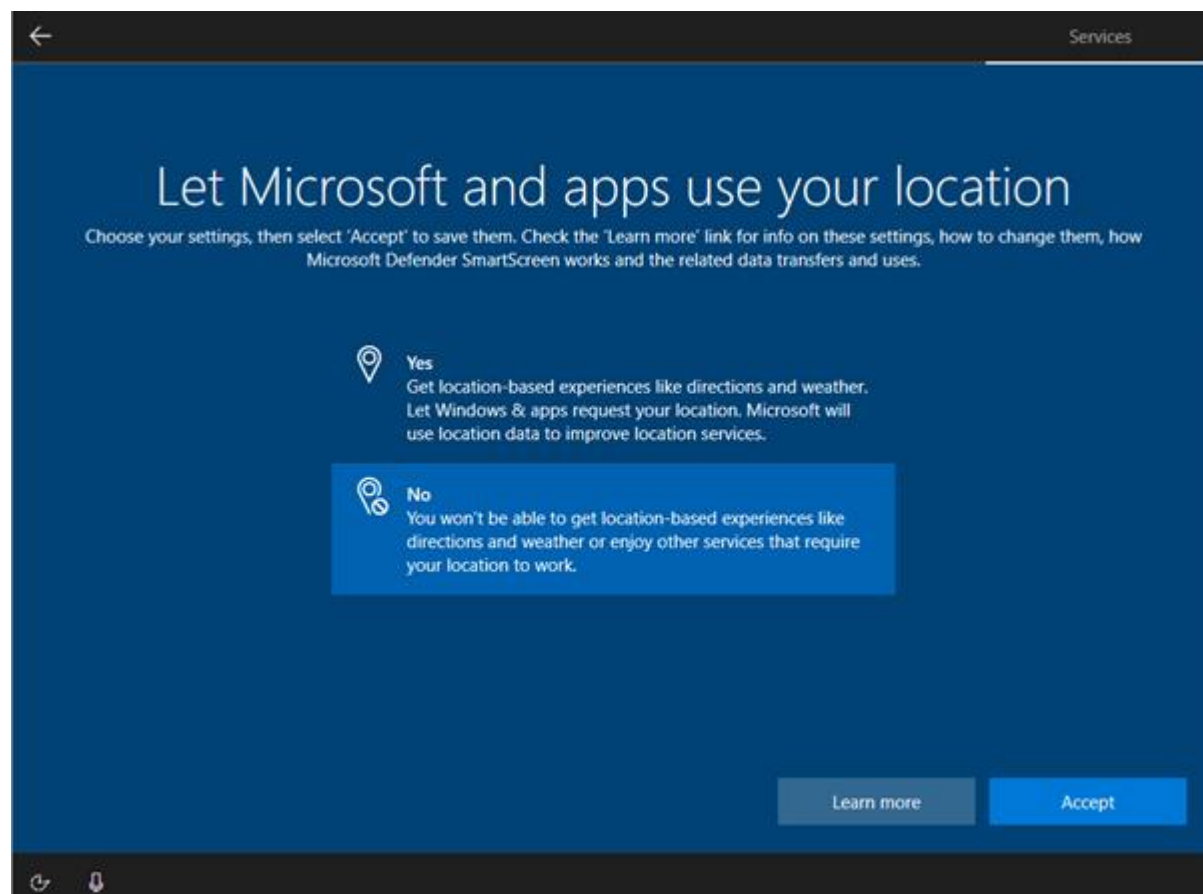 Services
Let Microsoft and apps use your location
Choose your settings, then select 'Accept' to save them. Check the 'Learn more' link for info on these settings, how to change them, how
Microsoft Defender SmartScreen works and the related data transfers and uses.
Yes
Get location-based experiences like directions and weather.
Let Windows & apps request your location. Microsoft will
use location data to improve location services.
No
You won't be able to get location-based experiences like
directions and weather or enjoy other services that require
your location to work.
Learn more
Accept